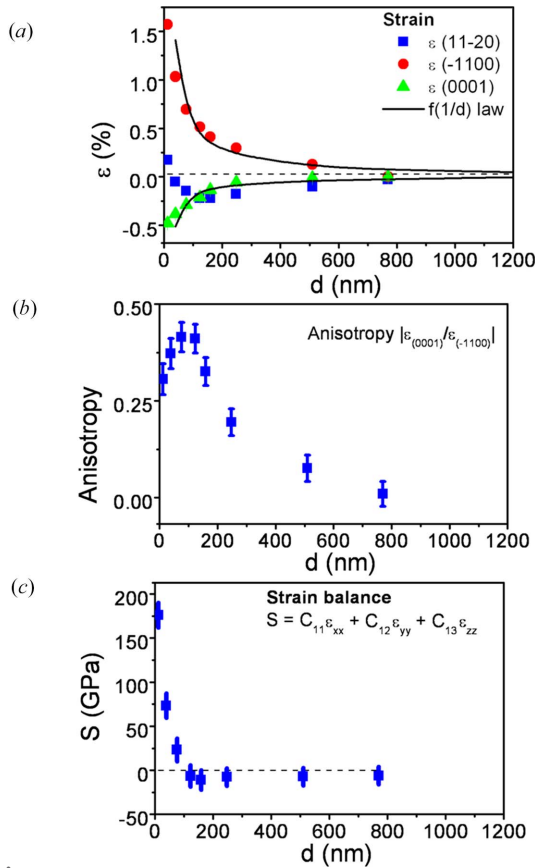 (a)
Strain
ε (11-20)
ε (-1100)
ε (0001)
f(1/d) law
ε (%)
1.5
1.0
0.5
0.0
-0.5
0 200 400 600 800 1000 1200
d (nm)
(b)
Anisotropy |ε(0001)/ε(-1100)|
Anisotropy
0.50
0.25
0.00
0 200 400 600 800 1000 1200
d (nm)
(c)
Strain balance
S = C₁₁εxx + C₁₂εyy + C₁₃εzz
S (GPa)
200
150
100
50
0
-50
0 200 400 600 800 1000 1200
d (nm)